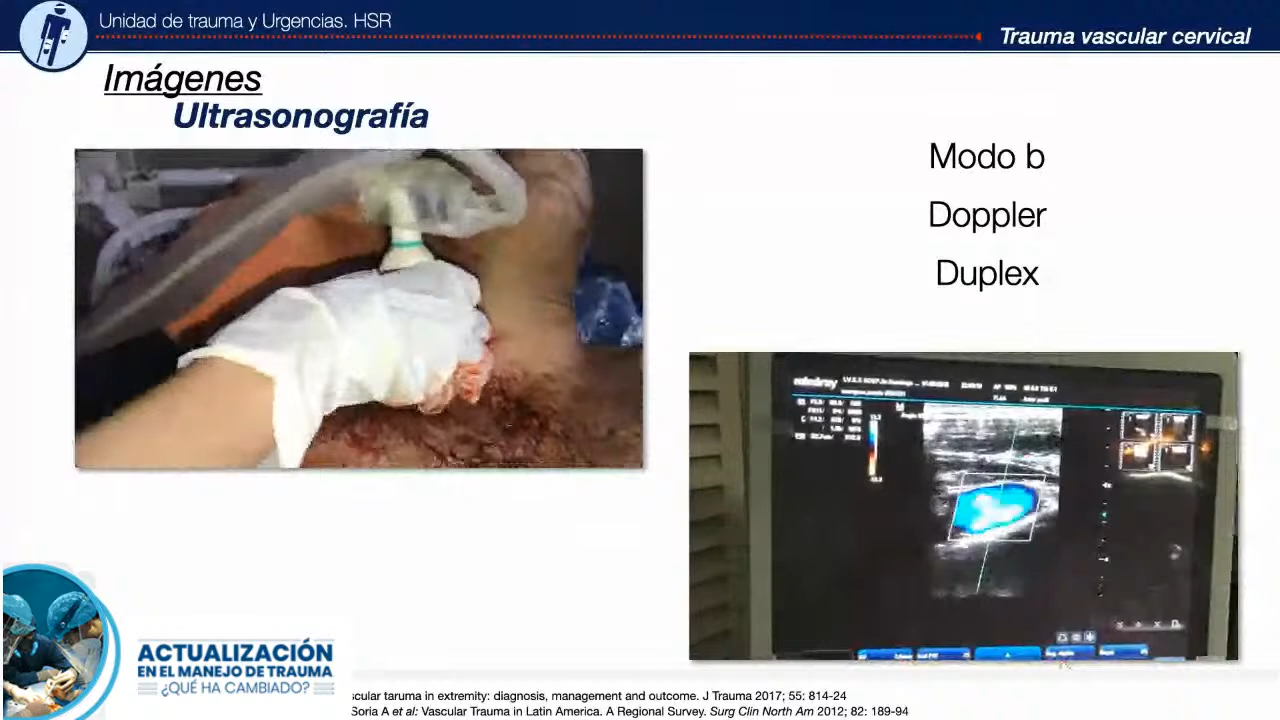 Unidad de trauma y Urgencias. HSR
Trauma vascular cervical
Imágenes
Ultrasonografía
Modo b
Doppler
Duplex
mindray
ACTUALIZACIÓN
EN EL MANEJO DE TRAUMA
¿QUÉ HA CAMBIADO?
scular taruma in extremity: diagnosis, management and outcome. J Trauma 2017; 55: 814-24
Soria A et al: Vascular Trauma in Latin America. A Regional Survey. Surg Clin North Am 2012; 82: 189-94